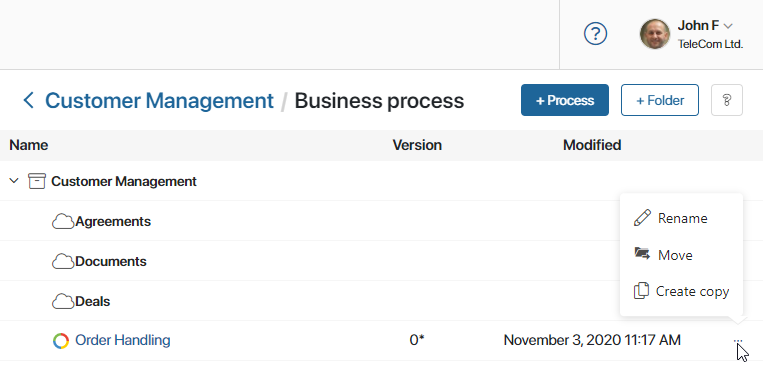 John F
TeleCom Ltd.
Customer Management / Business process
+ Process
+ Folder
Name Version Modified
Customer Management
Agreements
Rename
Documents
Move
Deals
Create copy
Order Handling 0* November 3, 2020 11:17 AM ...